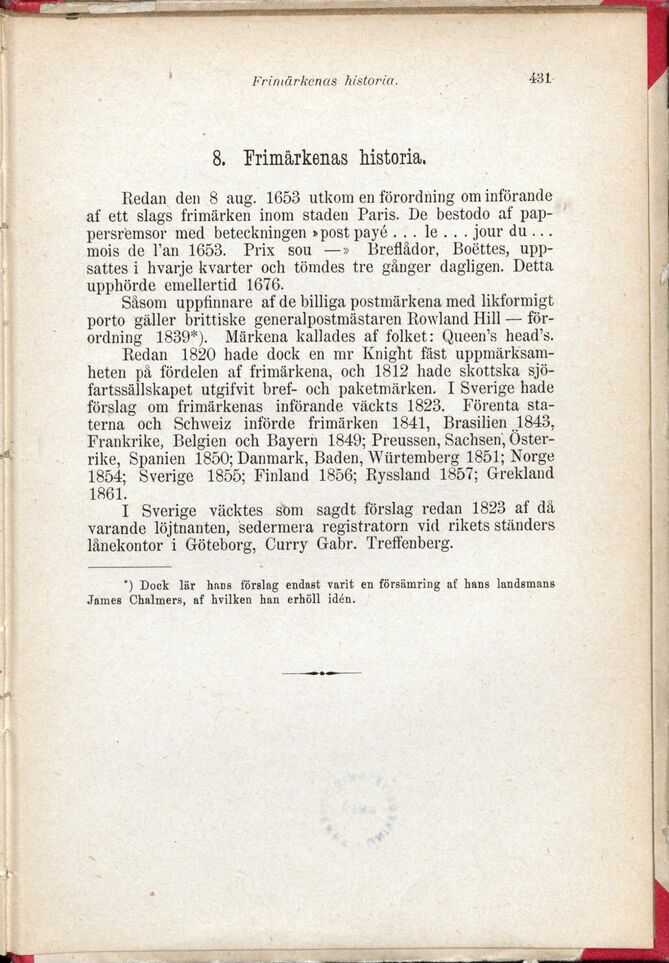 Frimärkenas historia. 431
8. Frimärkenas historia.
Redan den 8 aug. 1653 utkom en förordning om införande
af ett slags frimärken inom staden Paris. De bestodo af pap-
persremsor med beteckningen »post payé . . . le . . . jour du . . .
mois de l'an 1653. Prix sou —» Breflådor, Boëttes, upp-
sattes i hvarje kvarter och tömdes tre gånger dagligen. Detta
upphörde emellertid 1676.
Såsom uppfinnare af de billiga postmärkena med likformigt
porto gäller brittiske generalpostmästaren Rowland Hill — för-
ordning 1839*). Märkena kallades af folket: Queen's head's.
Redan 1820 hade dock en mr Knight fäst uppmärksam-
heten på fördelen af frimärkena, och 1812 hade skottska sjö-
fartssällskapet utgifvit bref- och paketmärken. I Sverige hade
förslag om frimärkenas införande väckts 1823. Förenta sta-
terna och Schweiz införde frimärken 1841, Brasilien 1843,
Frankrike, Belgien och Bayern 1849; Preussen, Sachsen, Öster-
rike, Spanien 1850; Danmark, Baden, Würtemberg 1851; Norge
1854; Sverige 1855; Finland 1856; Ryssland 1857; Grekland
1861.
I Sverige väcktes som sagdt förslag redan 1823 af då
varande löjtnanten, sedermera registratorn vid rikets ständers
lånekontor i Göteborg, Curry Gabr. Treffenberg.
*) Dock lär hans förslag endast varit en försämring af hans landsmans
James Chalmers, af hvilken han erhöll idén.